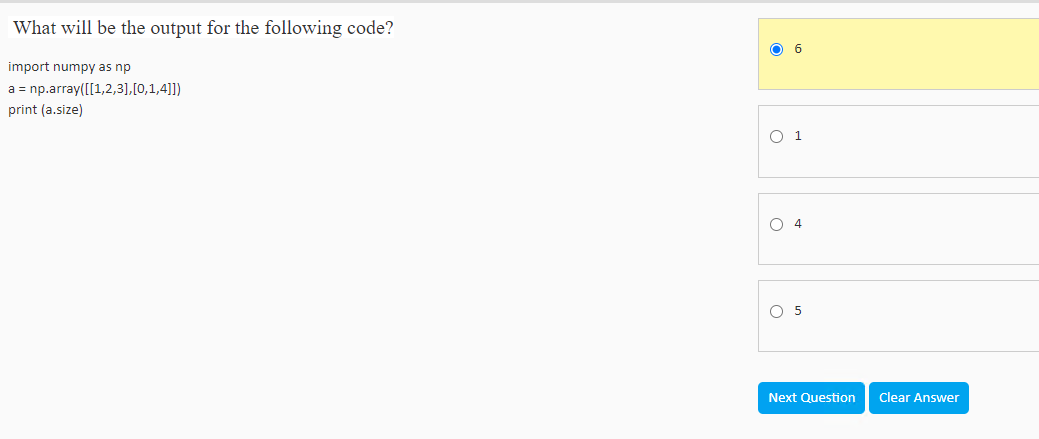 What will be the output for the following code?
import numpy as np
a = np.array([[1,2,3],[0,1,4]])
print (a.size)
6
1
4
5
Next Question
Clear Answer